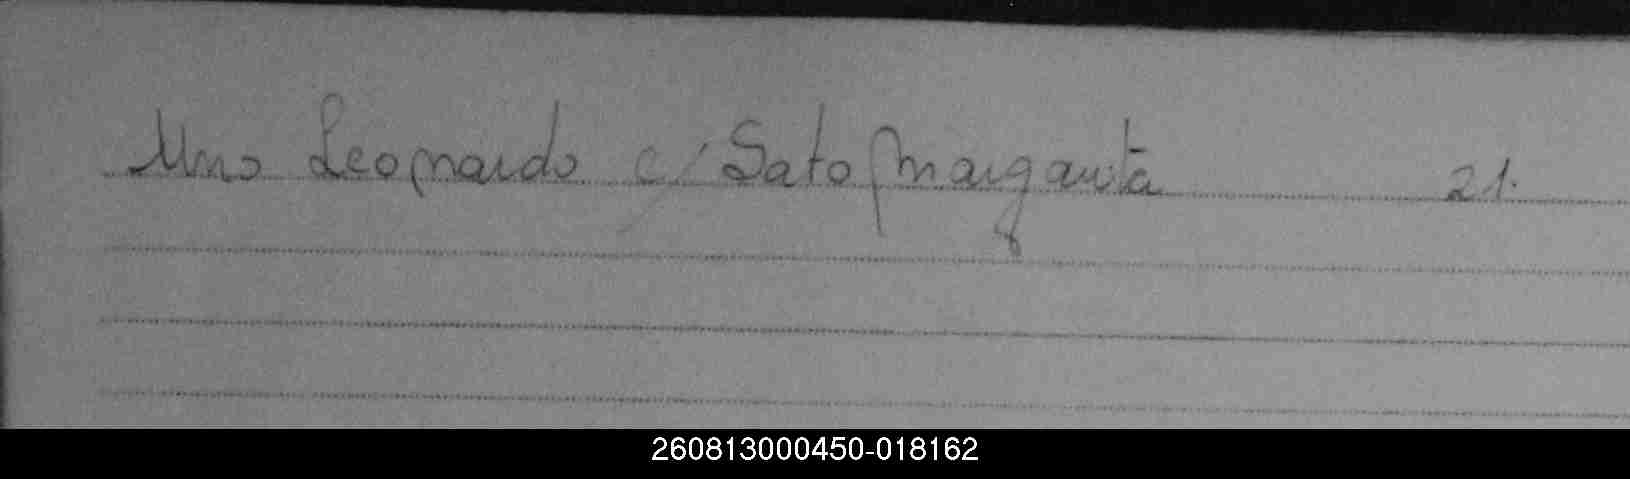 Uno Leonardo c/ Sato Margarita 21.
260813000450-018162